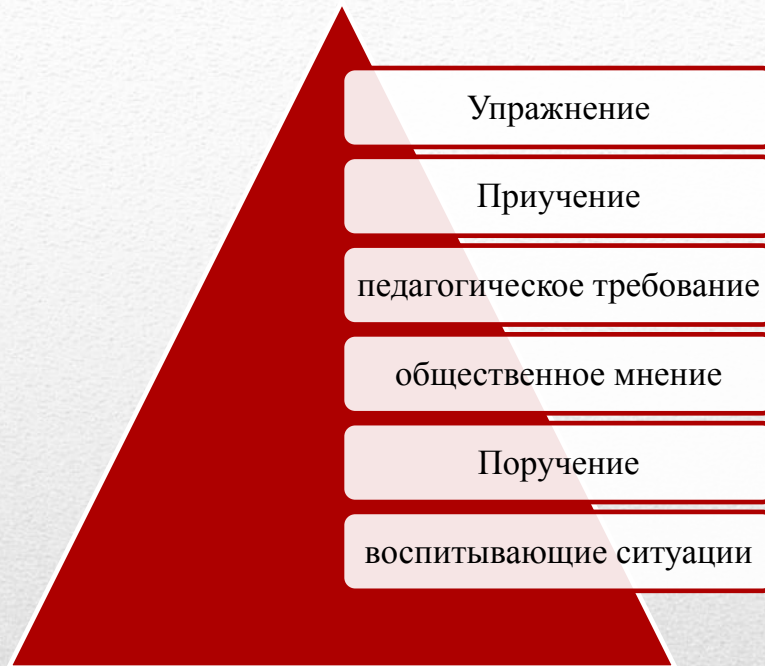 Упражнение
Приучение
педагогическое требование
общественное мнение
Поручение
воспитывающие ситуации